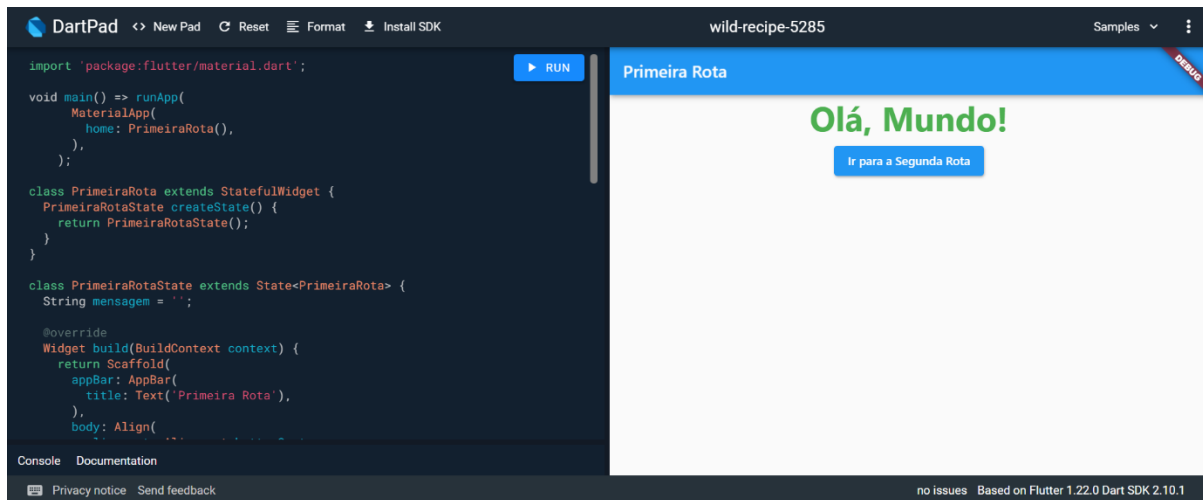 DartPad <> New Pad Reset Format Install SDK wild-recipe-5285 Samples
import 'package:flutter/material.dart';
RUN
void main() => runApp(
MaterialApp(
home: PrimeiraRota(),
),
);
class PrimeiraRota extends StatefulWidget {
PrimeiraRotaState createState() {
return PrimeiraRotaState();
}
}
class PrimeiraRotaState extends State<PrimeiraRota> {
String mensagem = '';
@override
Widget build(BuildContext context) {
return Scaffold(
appBar: AppBar(
title: Text('Primeira Rota'),
),
body: Align(
Console Documentation
Primeira Rota
DEBUG
Olá, Mundo!
Ir para a Segunda Rota
Privacy notice Send feedback
no issues Based on Flutter 1.22.0 Dart SDK 2.10.1